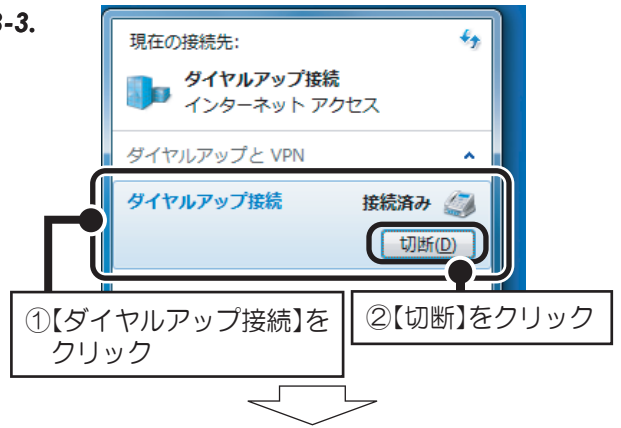 3-3.
現在の接続先:
ダイヤルアップ接続
インターネット アクセス
ダイヤルアップと VPN
ダイヤルアップ接続 接続済み
切断(D)
①【ダイヤルアップ接続】を
クリック
②【切断】をクリック